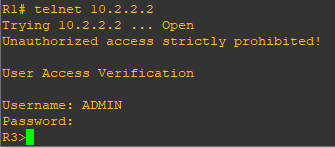 R1# telnet 10.2.2.2
Trying 10.2.2.2 ... Open
Unauthorized access strictly prohibited!
User Access Verification
Username: ADMIN
Password:
R3>